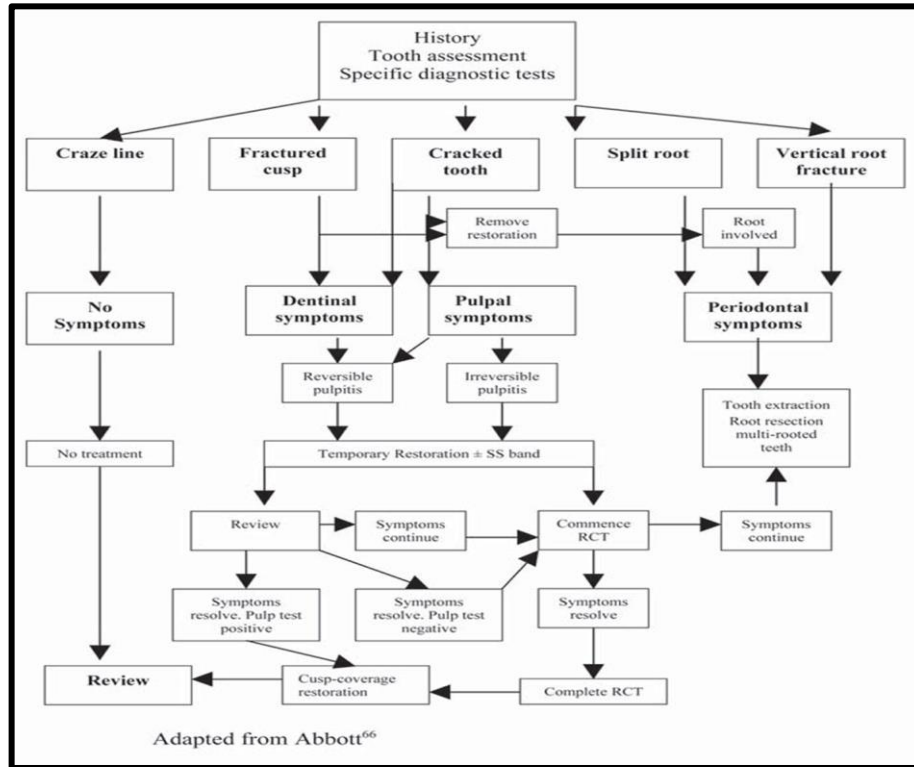 History
Tooth assessment
Specific diagnostic tests
Craze line
Fractured
cusp
Cracked
tooth
Split root
Vertical root
fracture
Remove
restoration
Root
involved
No
Symptoms
Dentinal
symptoms
Pulpal
symptoms
Periodontal
symptoms
Reversible
pulpitis
Irreversible
pulpitis
Tooth extraction
Root resection
multi-rooted
teeth
No treatment
Temporary Restoration ± SS band
Review
Symptoms
continue
Commence
RCT
Symptoms
continue
Symptoms
resolve. Pulp test
positive
Symptoms
resolve. Pulp test
negative
Symptoms
resolve
Review
Cusp-coverage
restoration
Complete RCT
Adapted from Abbott66